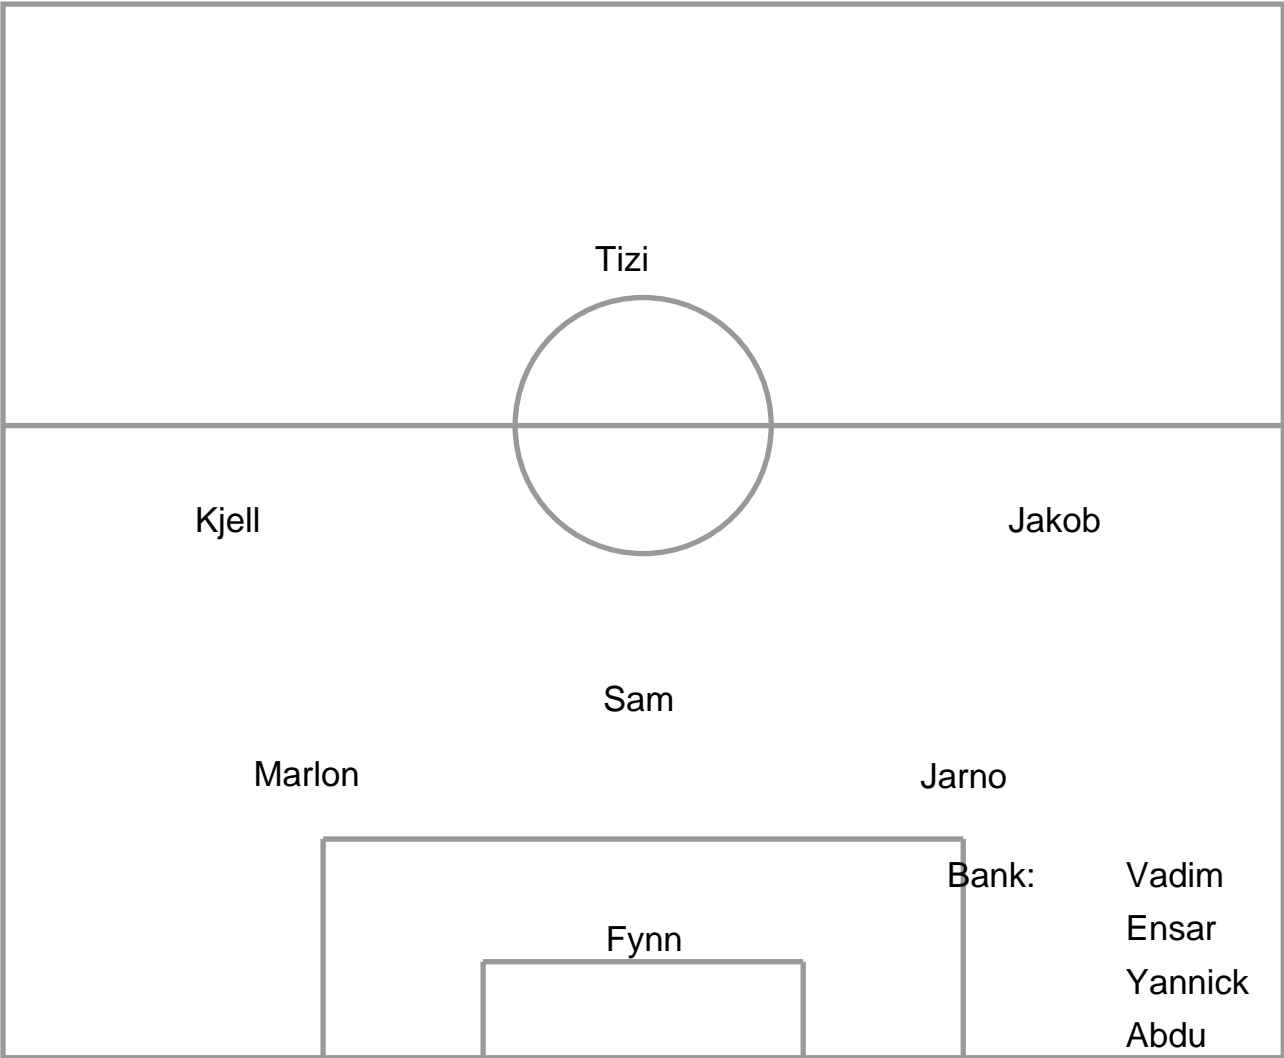 Tizi
Kjell Jakob
Sam
Marlon Jarno
Bank: Vadim
Ensar
Fynn
Yannick
Abdu